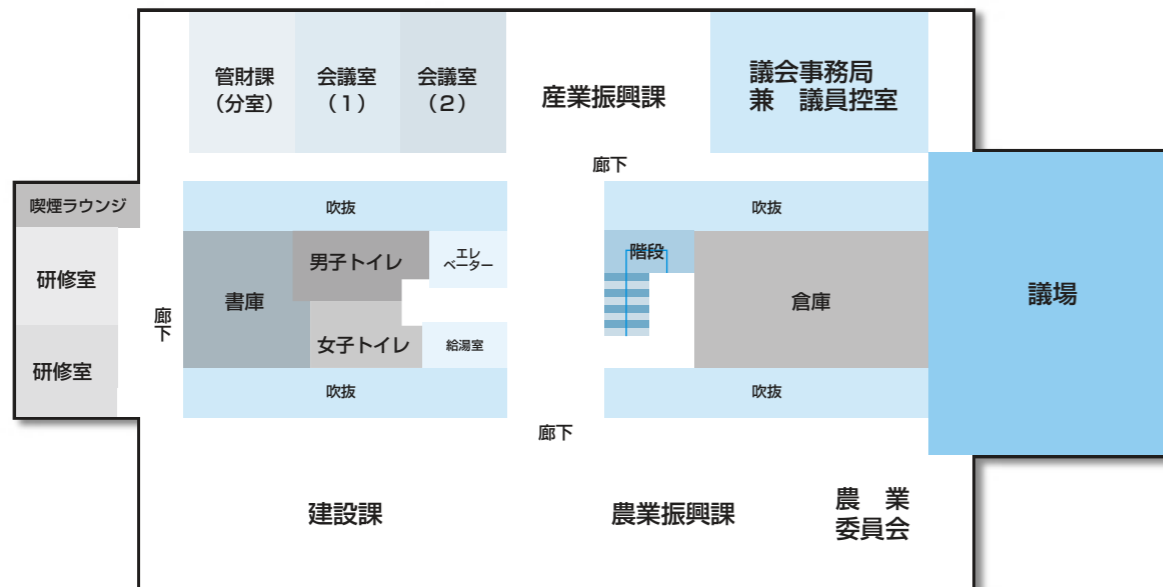 管財課
（分室）
会議室
（１）
会議室
（２）
産業振興課
議会事務局
兼　議員控室
廊下
喫煙ラウンジ
吹抜
吹抜
研修室
書庫
男子トイレ
エレ
ベーター
階段
倉庫
議場
廊下
女子トイレ
給湯室
研修室
吹抜
吹抜
廊下
建設課
農業振興課
農　業
委員会